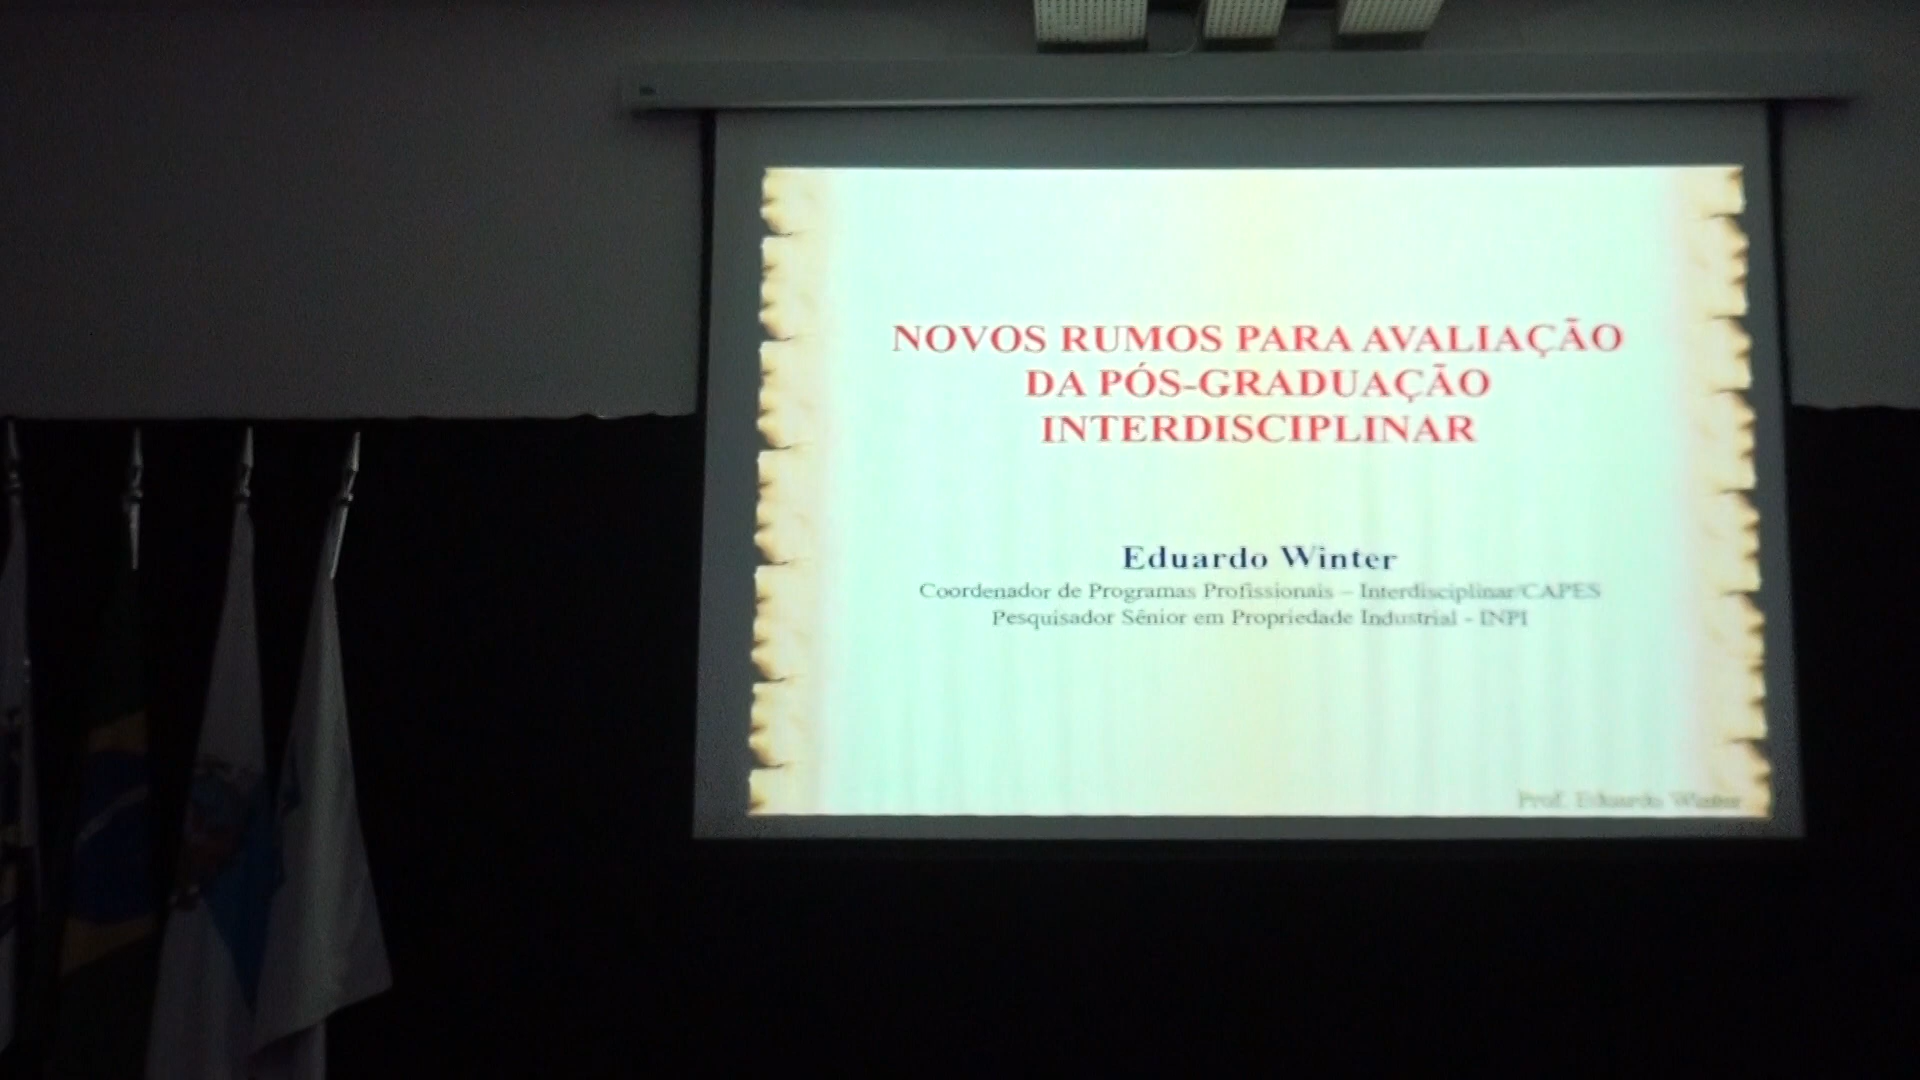 NOVOS RUMOS PARA AVALIAÇÃO
DA PÓS-GRADUAÇÃO
INTERDISCIPLINAR
Eduardo Winter
Coordenador de Programas Profissionais – Interdisciplinar/CAPES
Pesquisador Sênior em Propriedade Industrial - INPI
Prof. Eduardo Winter